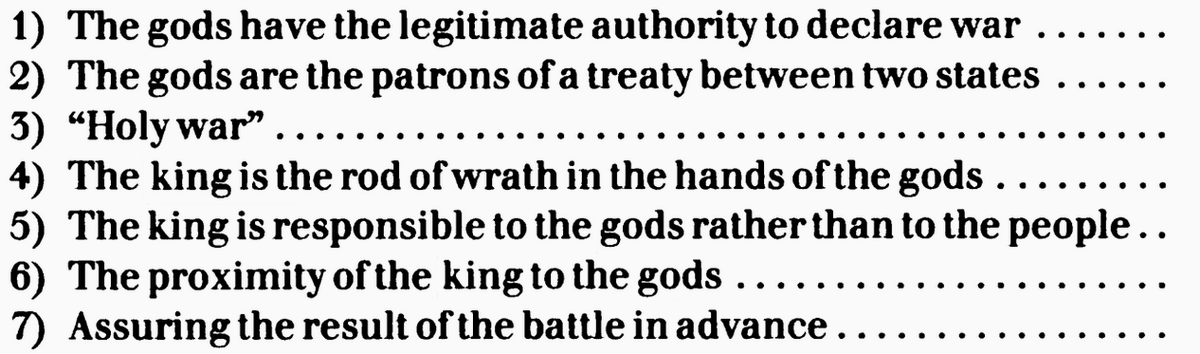 1) The gods have the legitimate authority to declare war .......
2) The gods are the patrons of a treaty between two states ......
3) “Holy war” ..........................................
4) The king is the rod of wrath in the hands of the gods .........
5) The king is responsible to the gods rather than to the people ..
6) The proximity of the king to the gods ......................
7) Assuring the result of the battle in advance .................